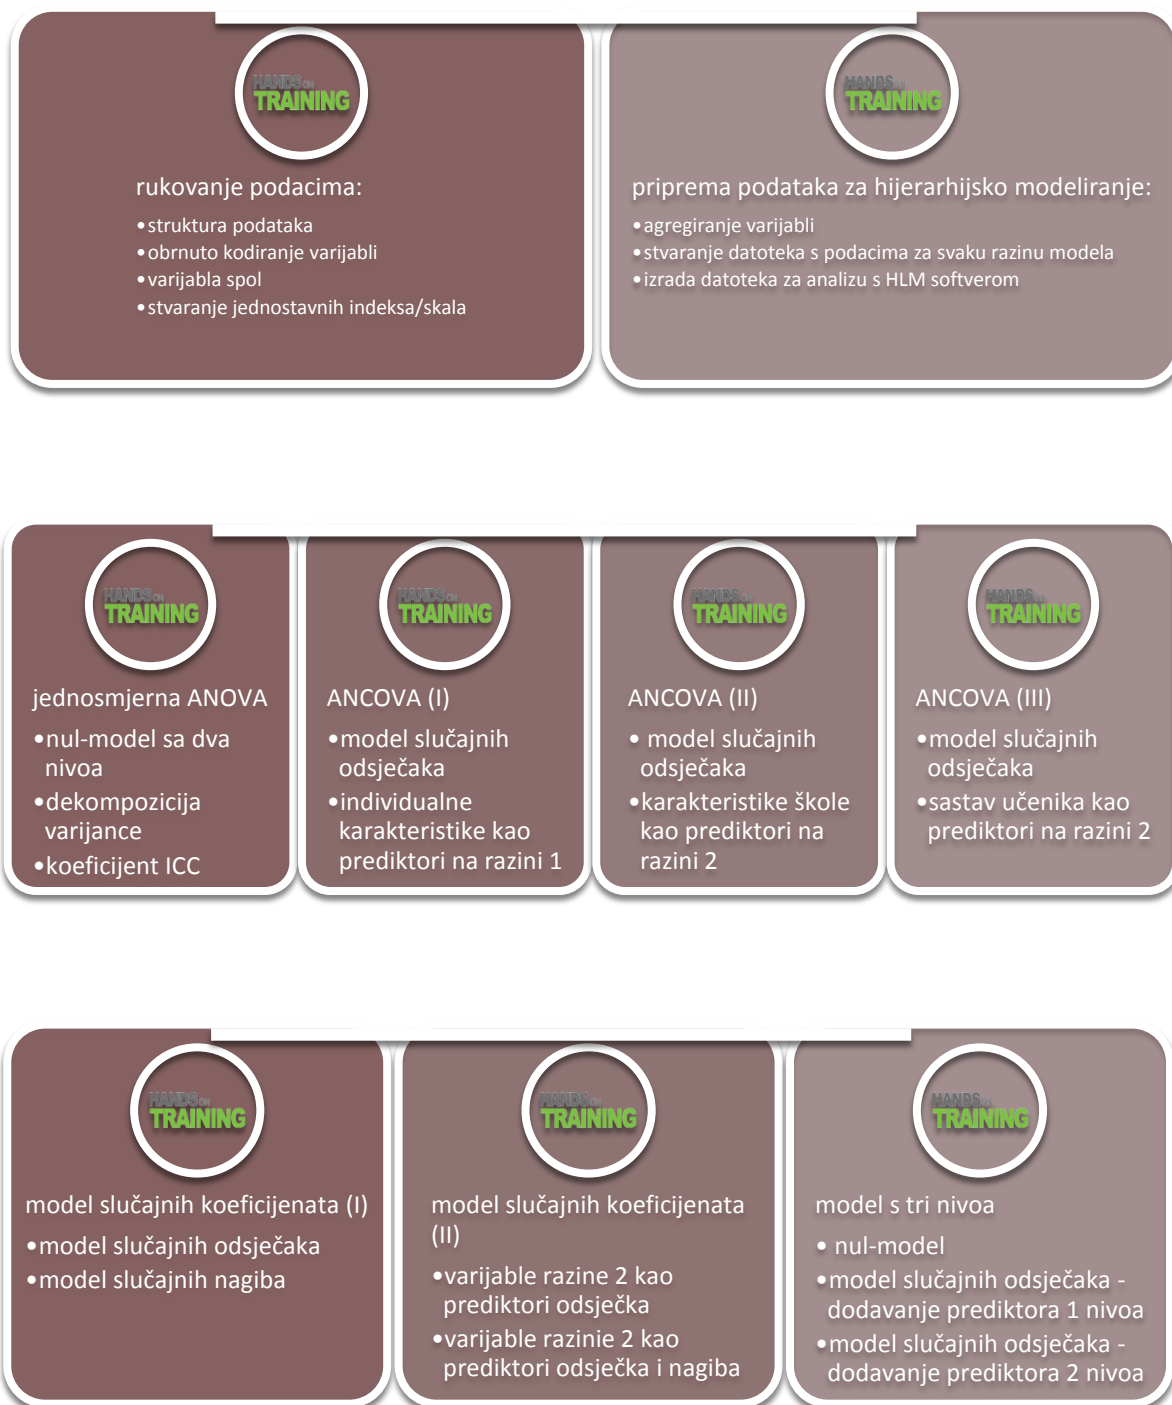 HANDS ON
TRAINING
rukovanje podacima:
•struktura podataka
•obrnuto kodiranje varijabli
•varijabla spol
•stvaranje jednostavnih indeksa/skala
HANDS ON
TRAINING
priprema podataka za hijerarhijsko modeliranje:
•agregiranje varijabli
•stvaranje datoteka s podacima za svaku razinu modela
•izrada datoteka za analizu s HLM softverom
HANDS ON
TRAINING
jednosmjerna ANOVA
•nul-model sa dva
nivoa
•dekompozicija
varijance
•koeficijent ICC
HANDS ON
TRAINING
ANCOVA (I)
•model slučajnih
odsječaka
•individualne
karakteristike kao
prediktori na razini 1
HANDS ON
TRAINING
ANCOVA (II)
• model slučajnih
odsječaka
•karakteristike škole
kao prediktori na
razini 2
HANDS ON
TRAINING
ANCOVA (III)
•model slučajnih
odsječaka
•sastav učenika kao
prediktori na razini 2
HANDS ON
TRAINING
model slučajnih koeficijenata (I)
•model slučajnih odsječaka
•model slučajnih nagiba
HANDS ON
TRAINING
model slučajnih koeficijenata
(II)
•varijable razine 2 kao
prediktori odsječka
•varijable razinie 2 kao
prediktori odsječka i nagiba
HANDS ON
TRAINING
model s tri nivoa
• nul-model
•model slučajnih odsječaka -
dodavanje prediktora 1 nivoa
•model slučajnih odsječaka -
dodavanje prediktora 2 nivoa